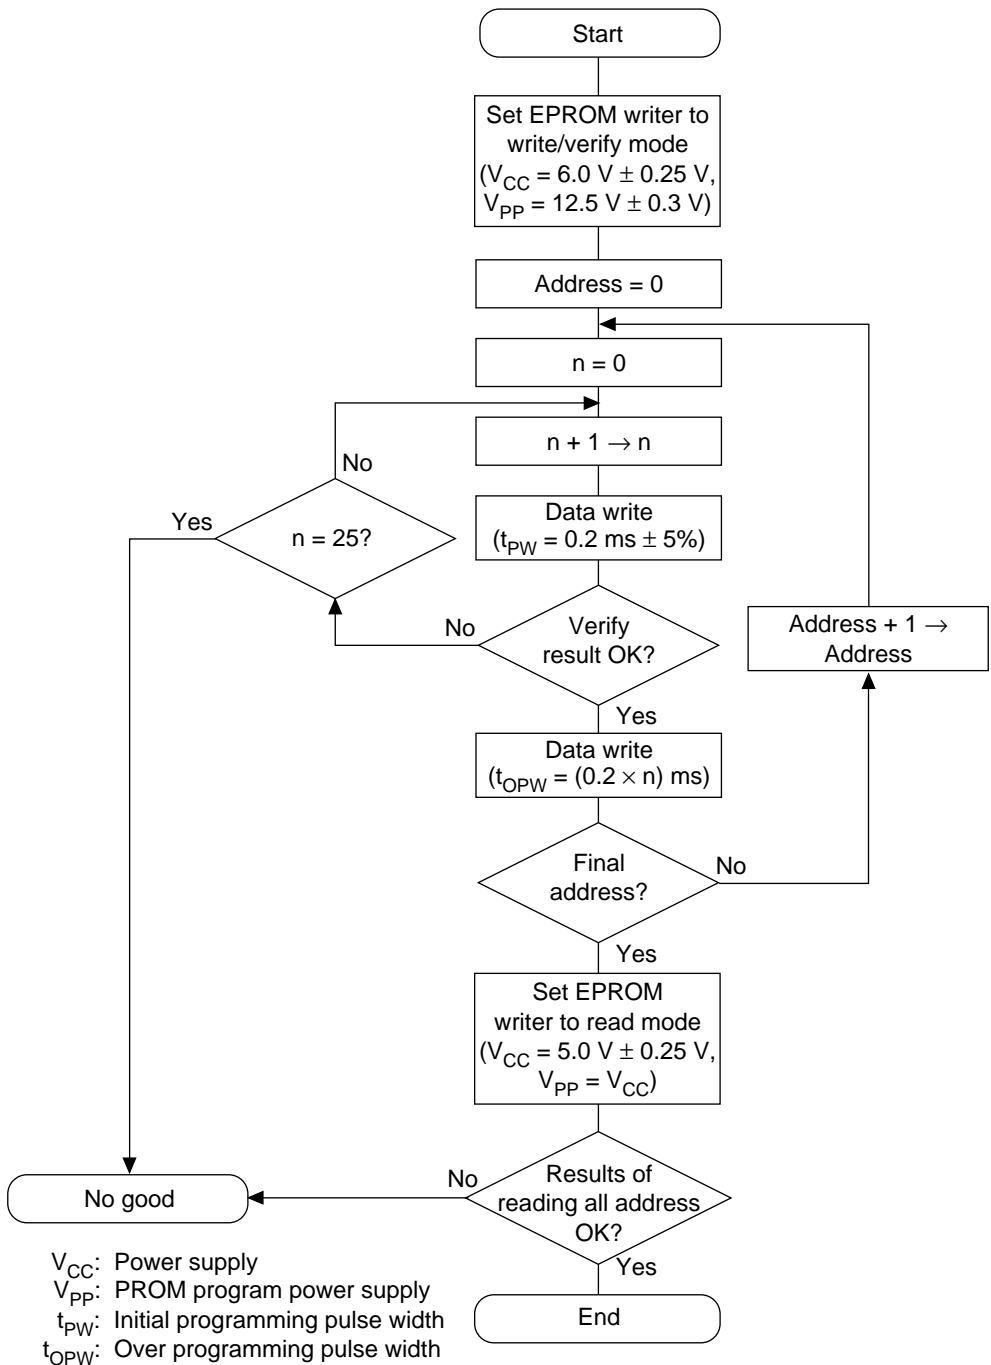 Start
Set EPROM writer to
write/verify mode
(VCC = 6.0 V ± 0.25 V,
VPP = 12.5 V ± 0.3 V)
Address = 0
n = 0
n + 1 → n
No
Yes
n = 25?
Data write
(tPW = 0.2 ms ± 5%)
No
Verify
result OK?
Address + 1 →
Address
Yes
Data write
(tOPW = (0.2 × n) ms)
Final
address?
No
Yes
Set EPROM
writer to read mode
(VCC = 5.0 V ± 0.25 V,
VPP = VCC)
No
Results of
reading all address
OK?
No good
Yes
End
VCC: Power supply
VPP: PROM program power supply
tPW: Initial programming pulse width
tOPW: Over programming pulse width